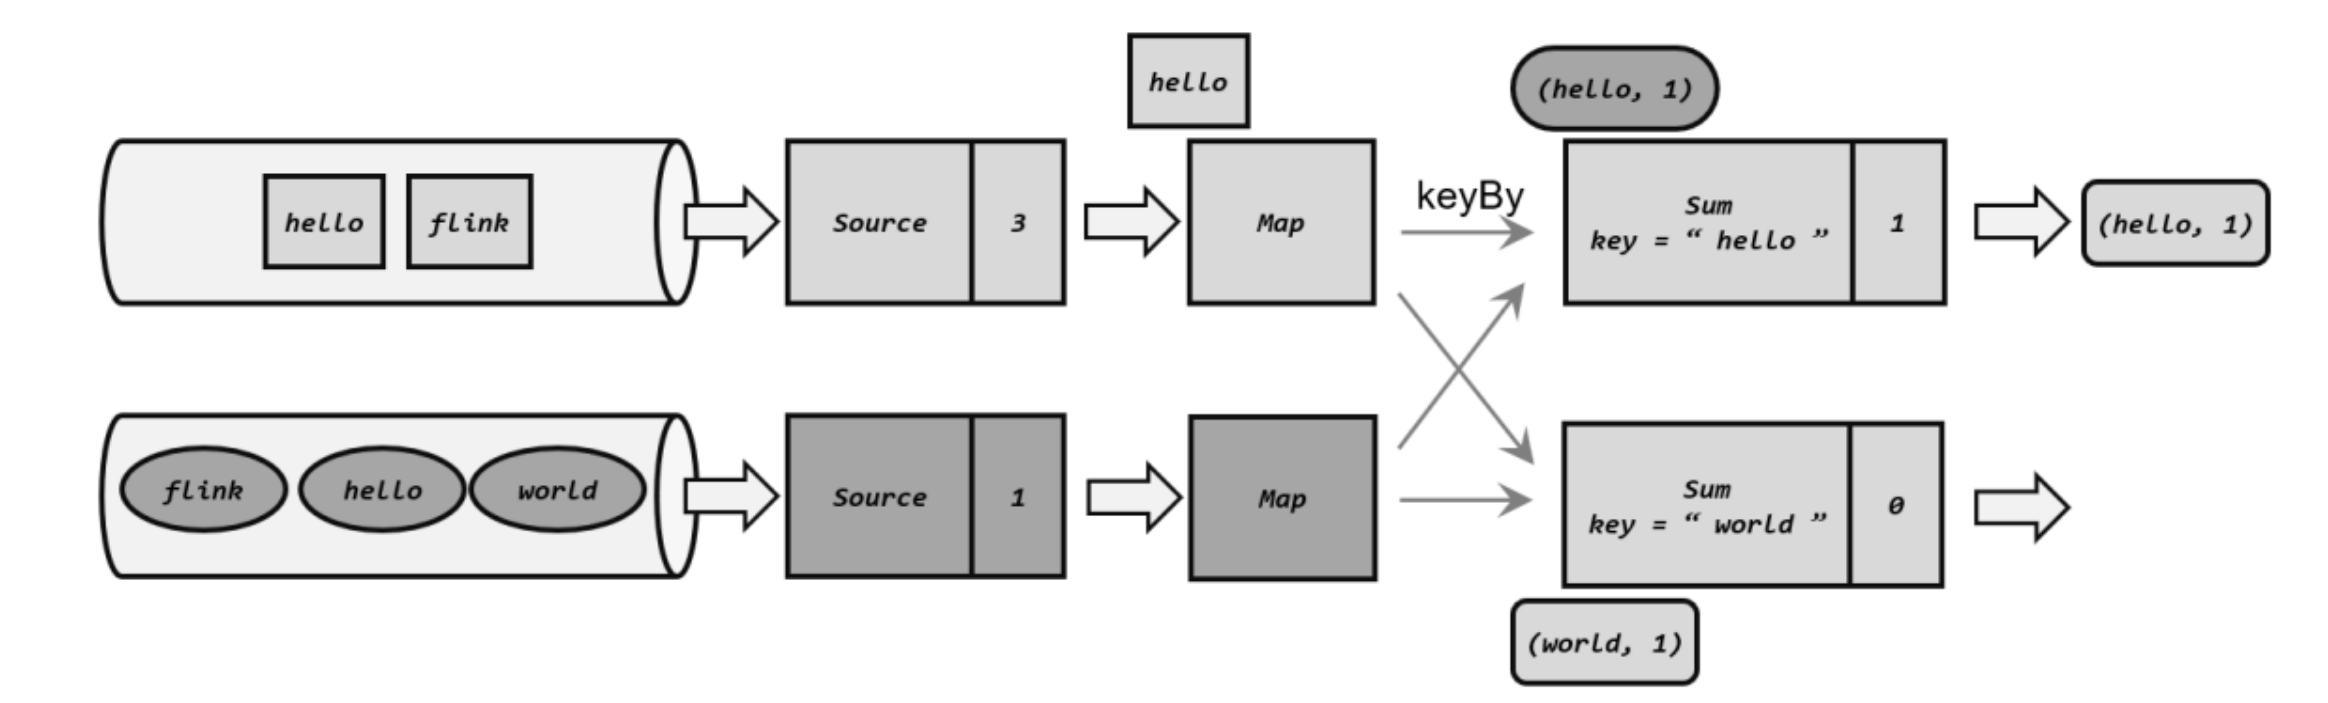 hello
(hello, 1)
hello
flink
Source
3
Map
keyBy
Sum
key = “ hello ”
1
(hello, 1)
flink
hello
world
Source
1
Map
Sum
key = “ world ”
0
(world, 1)